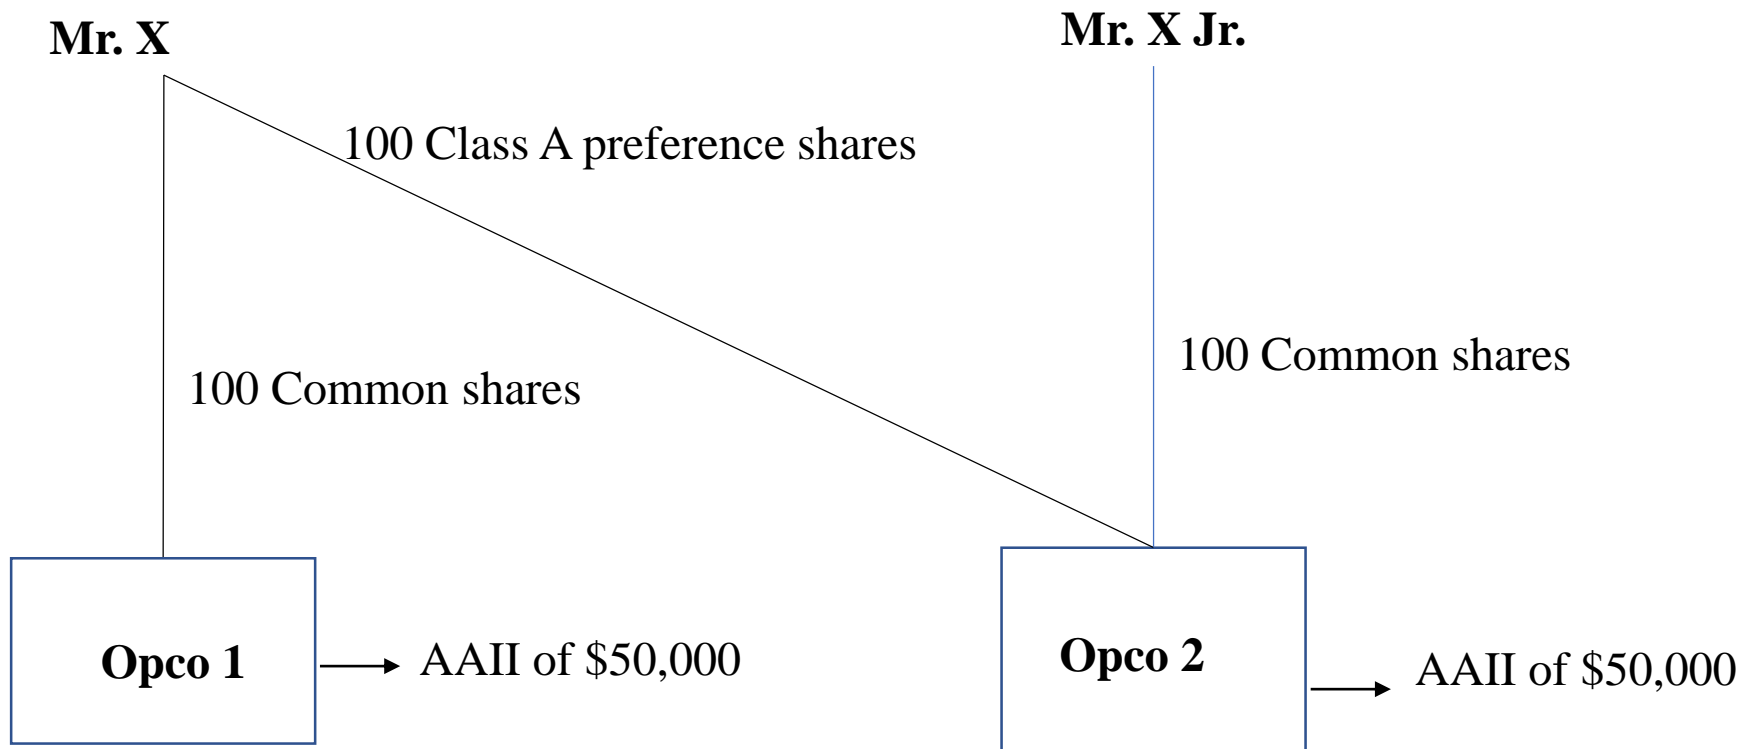 Mr. X
Mr. X Jr.
100 Class A preference shares
100 Common shares
100 Common shares
Opco 1
AAII of $50,000
Opco 2
AAII of $50,000